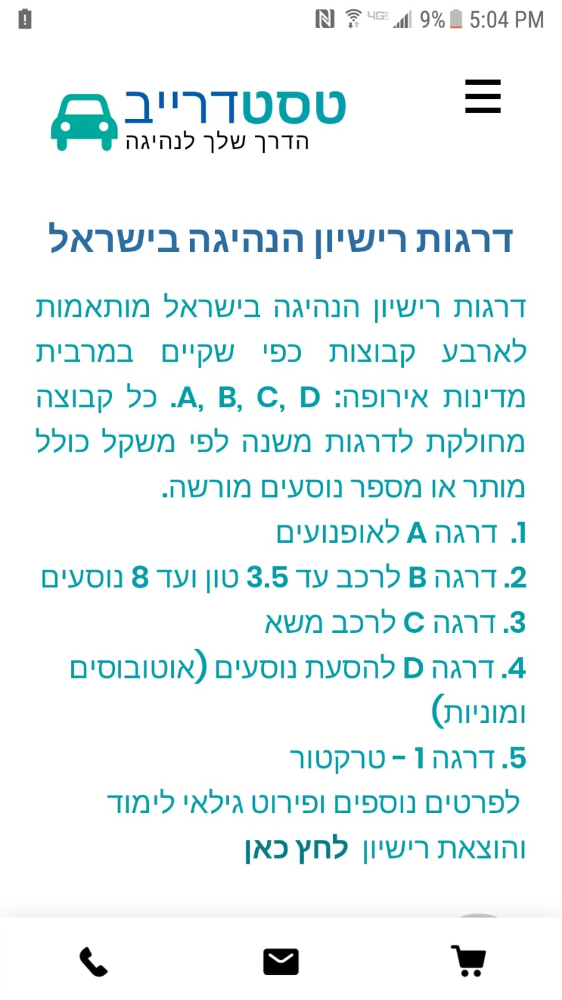 4G 9% 5:04 PM
טסטדרייב
הדרך שלך לנהיגה
דרגות רישיון הנהיגה בישראל
דרגות רישיון הנהיגה בישראל מותאמות
לארבע קבוצות כפי שקיים במרבית
מדינות אירופה: A, B, C, D. כל קבוצה
מחולקת לדרגות משנה לפי משקל כולל
מותר או מספר נוסעים מורשה.
1. דרגה A לאופנועים
2. דרגה B לרכב עד 3.5 טון ועד 8 נוסעים
3. דרגה C לרכב משא
4. דרגה D להסעת נוסעים (אוטובוסים
ומוניות)
5. דרגה 1 - טרקטור
לפרטים נוספים ופירוט גילאי לימוד
והוצאת רישיון לחץ כאן